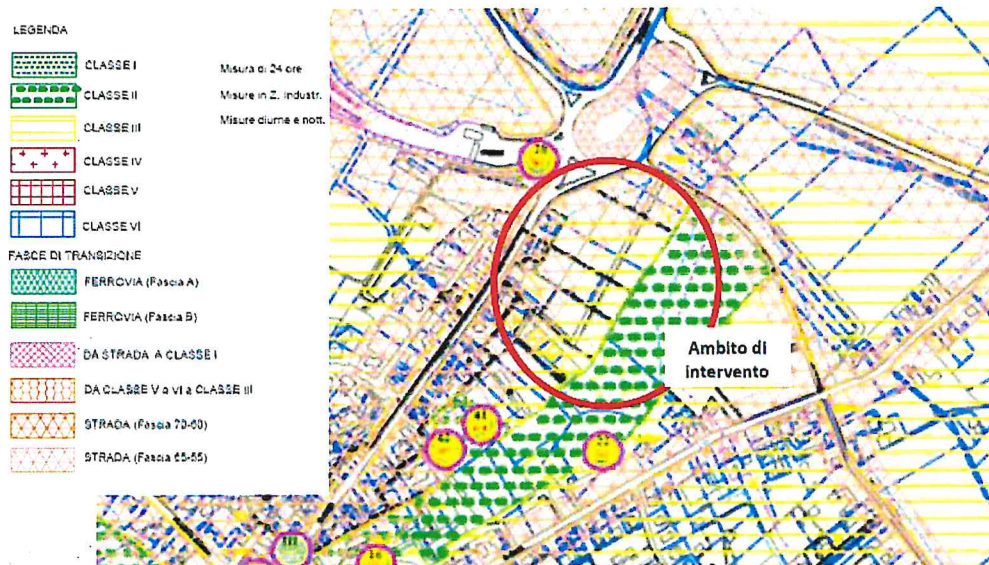 LEGENDA
CLASSE I
CLASSE II
CLASSE III
CLASSE IV
CLASSE V
CLASSE VI
FASCE DI TRANSIZIONE
FERROVIA (Fascia A)
FERROVIA (Fascia B)
DA STRADA A CLASSE I
DA CLASSE V o VI a CLASSE III
STRADA (Fascia 70-60)
STRADA (Fascia 65-55)
Misura di 24 ore
Misure in Z. Industr.
Misure diurne e nott.
Ambito di
intervento